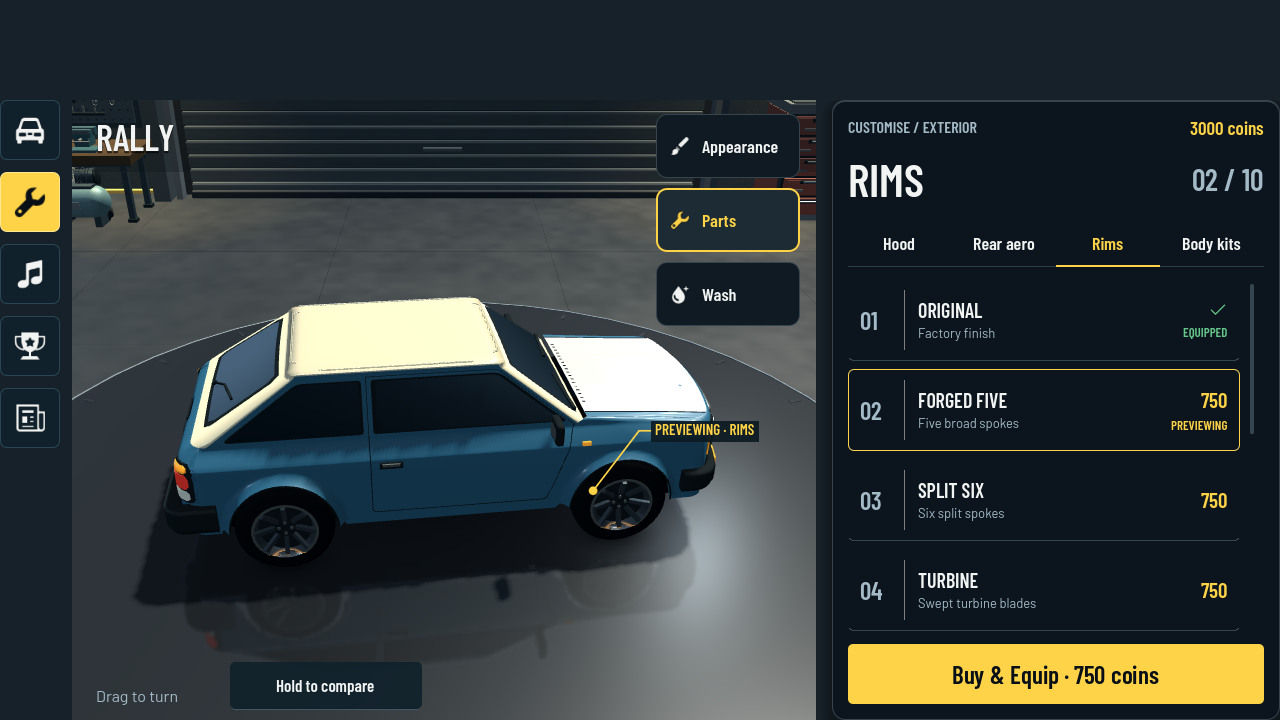 RALLY
Appearance
Parts
Wash
PREVIEWING · RIMS
Drag to turn
Hold to compare
CUSTOMISE / EXTERIOR
3000 coins
RIMS
02 / 10
Hood
Rear aero
Rims
Body kits
01
ORIGINAL
Factory finish
EQUIPPED
02
FORGED FIVE
Five broad spokes
750
PREVIEWING
03
SPLIT SIX
Six split spokes
750
04
TURBINE
Swept turbine blades
750
Buy & Equip · 750 coins